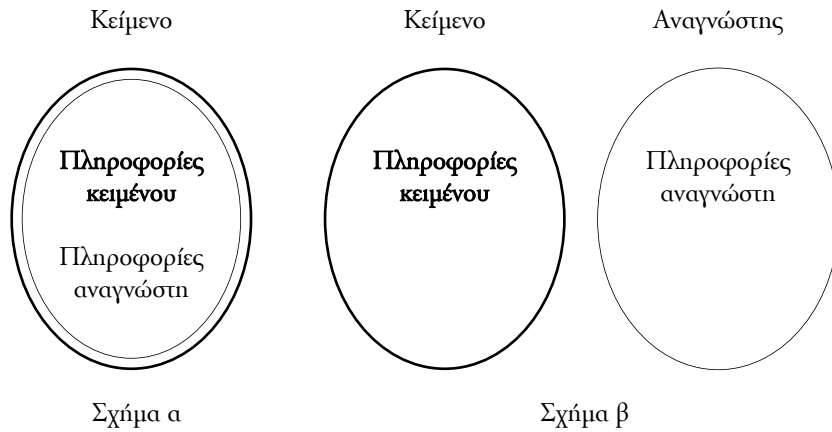 Κείμενο
Κείμενο
Αναγνώστης
Πληροφορίες
κειμένου
Πληροφορίες
αναγνώστη
Πληροφορίες
κειμένου
Πληροφορίες
αναγνώστη
Σχήμα α
Σχήμα β